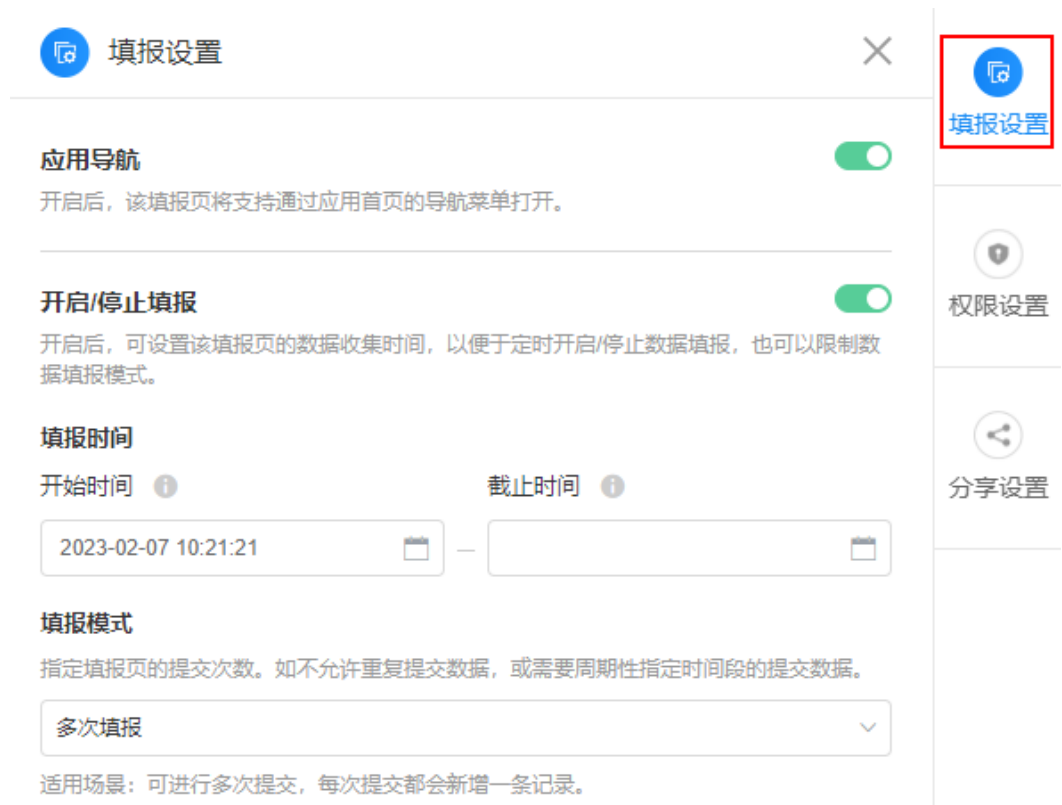 填报设置
填报设置
应用导航
开启后，该填报页将支持通过应用首页的导航菜单打开。
权限设置
开启/停止填报
开启后，可设置该填报页的数据收集时间，以便于定时开启/停止数据填报，也可以限制数
据填报模式。
填报时间
开始时间 截止时间
分享设置
2023-02-07 10:21:21 –
填报模式
指定填报页的提交次数。如不允许重复提交数据，或需要周期性指定时间段的提交数据。
多次填报
适用场景：可进行多次提交，每次提交都会新增一条记录。